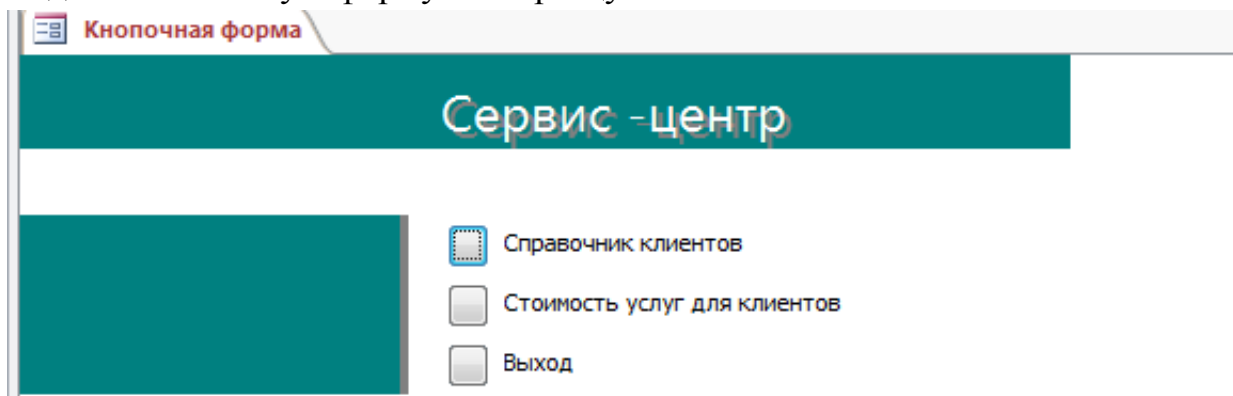 Кнопочная форма
Сервис -центр
Справочник клиентов
Стоимость услуг для клиентов
Выход